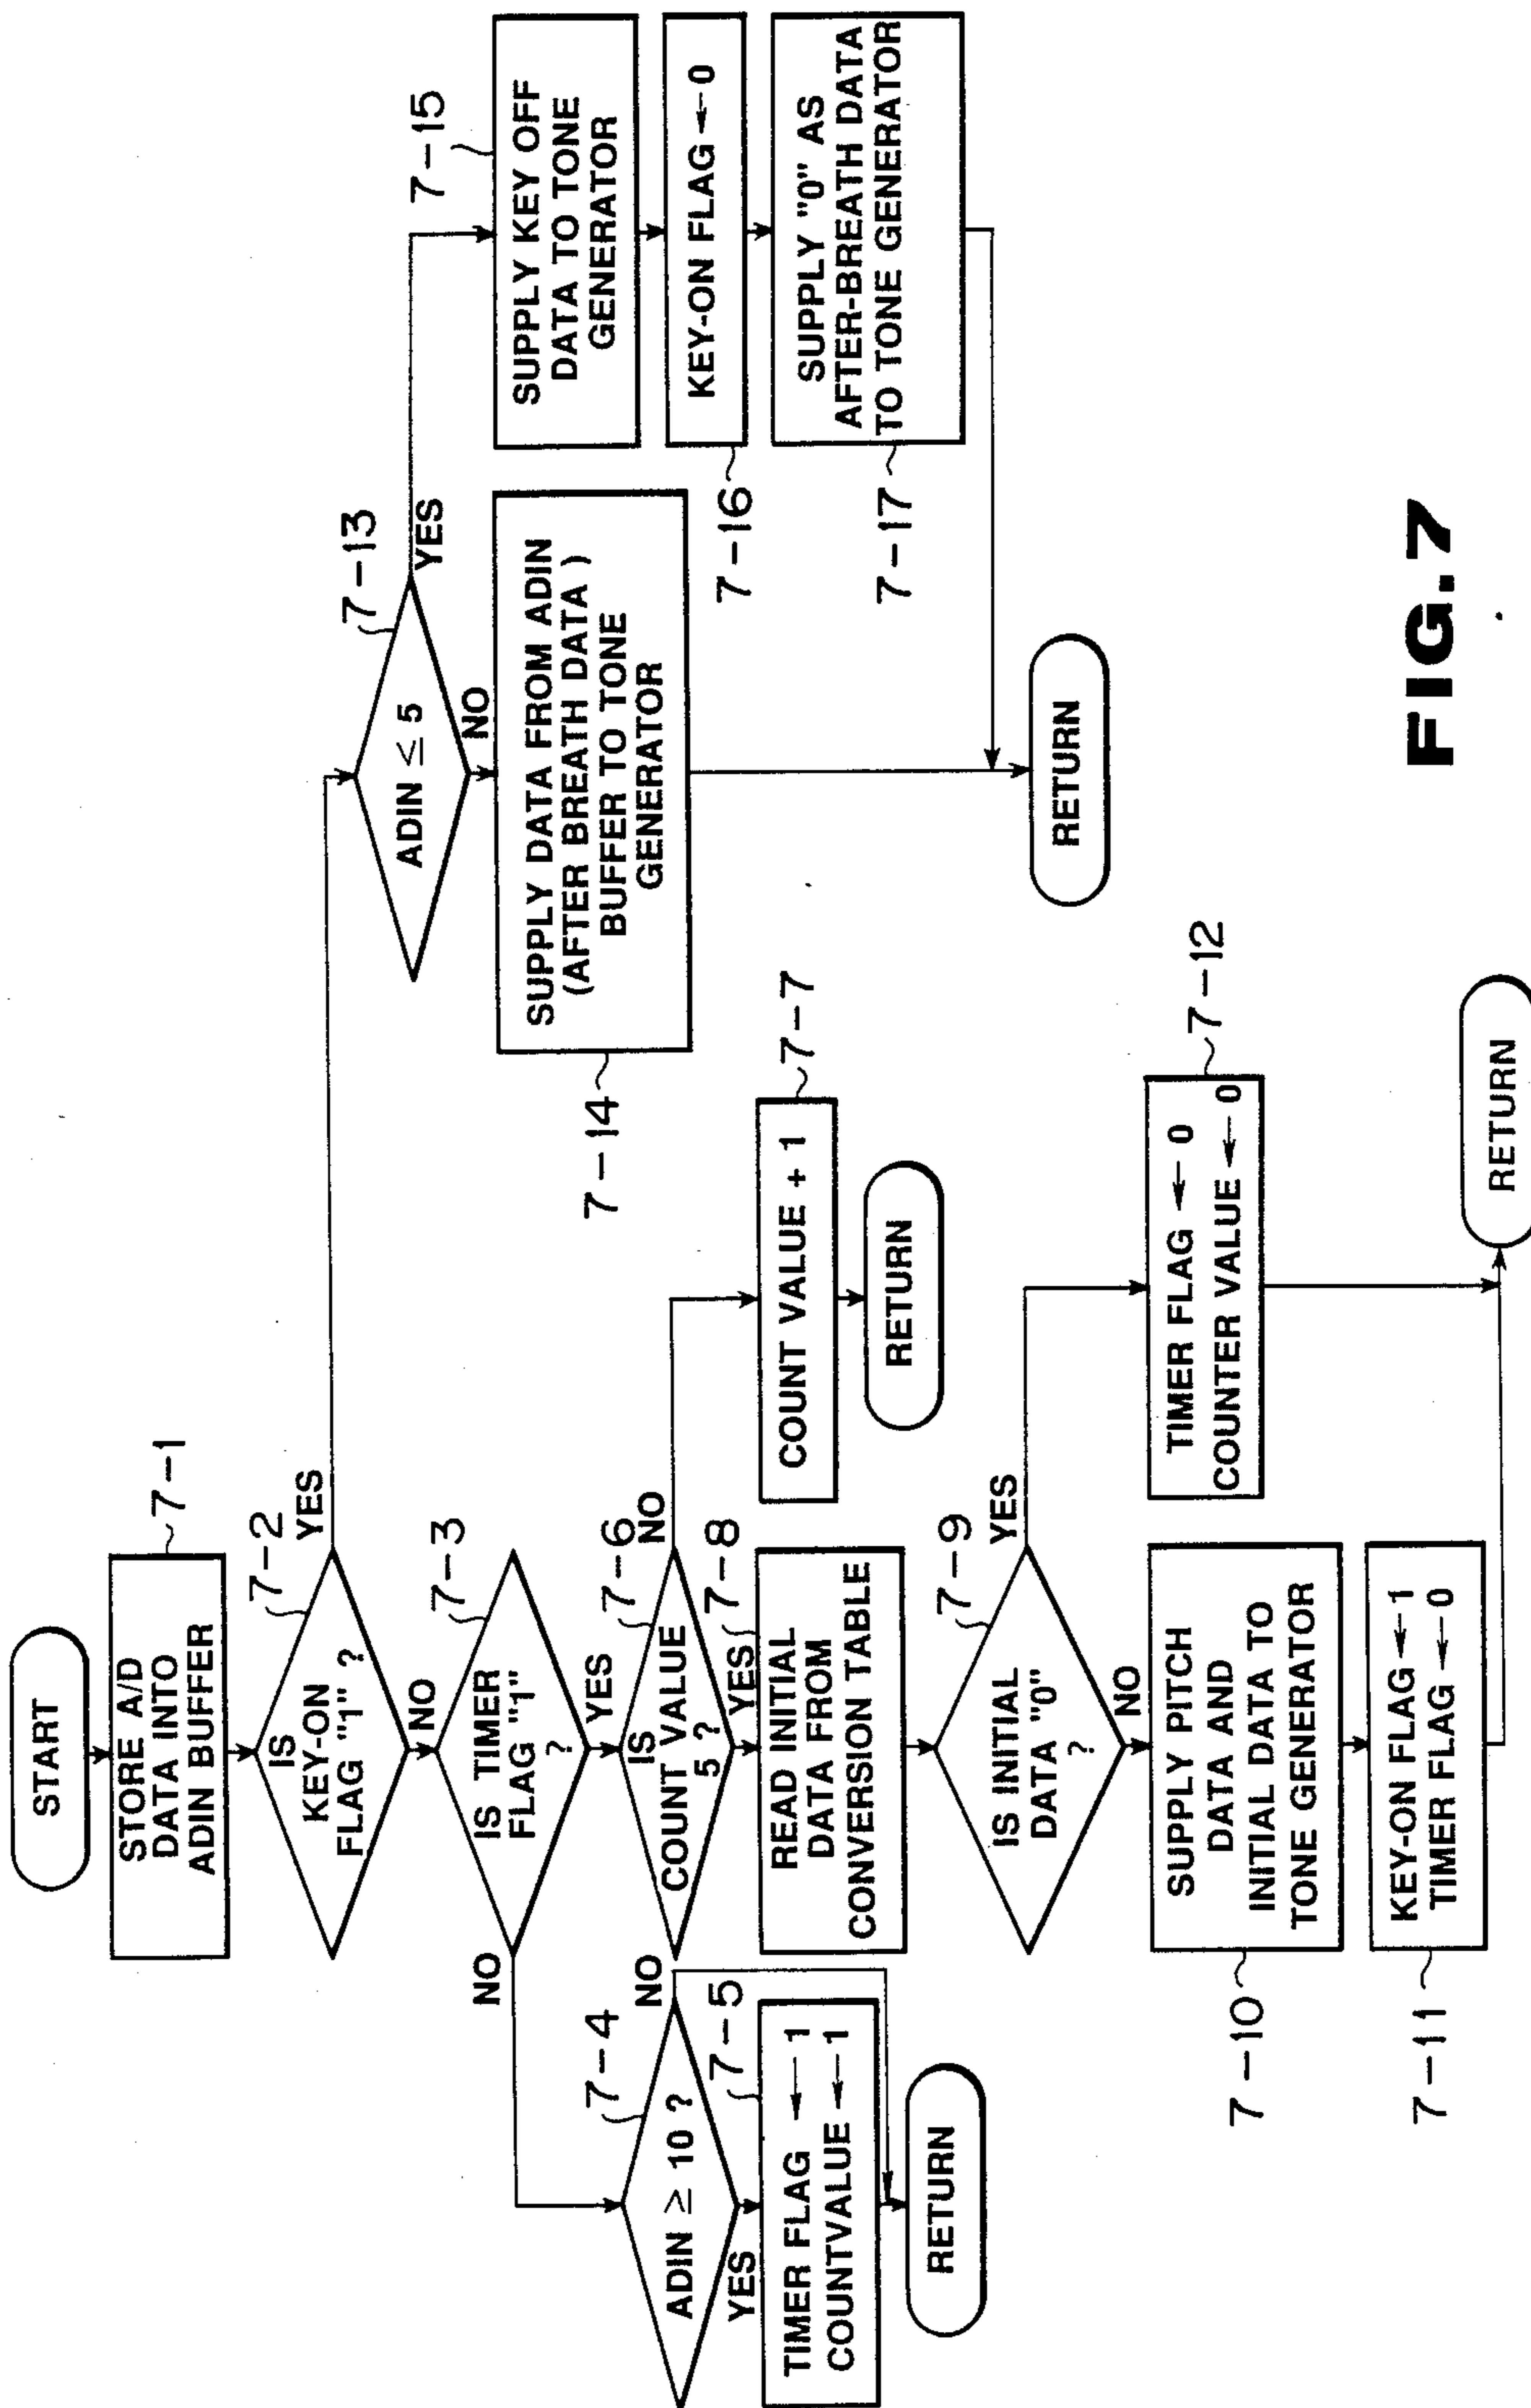 START
STORE A/D
DATA INTO
ADIN BUFFER
7-1
7-2
IS
KEY-ON
FLAG "1" ?
YES
NO
7-3
IS TIMER
FLAG "1"
?
NO
YES
7-4
ADIN ≥ 10 ?
NO
YES
7-5
TIMER FLAG ← 1
COUNTVALUE ← 1
RETURN
7-6
IS
COUNT VALUE
5 ?
NO
YES
7-7
COUNT VALUE + 1
RETURN
7-8
READ INITIAL
DATA FROM
CONVERSION TABLE
7-9
IS INITIAL
DATA "0"
?
YES
NO
7-10
SUPPLY PITCH
DATA AND
INITIAL DATA TO
TONE GENERATOR
7-11
KEY-ON FLAG ← 1
TIMER FLAG ← 0
7-12
TIMER FLAG ← 0
COUNTER VALUE ← 0
RETURN
7-13
ADIN ≤ 5
YES
NO
7-14
SUPPLY DATA FROM ADIN
(AFTER BREATH DATA )
BUFFER TO TONE
GENERATOR
7-15
SUPPLY KEY OFF
DATA TO TONE
GENERATOR
7-16
KEY-ON FLAG ← 0
7-17
SUPPLY "0" AS
AFTER-BREATH DATA
TO TONE GENERATOR
RETURN
FIG.7